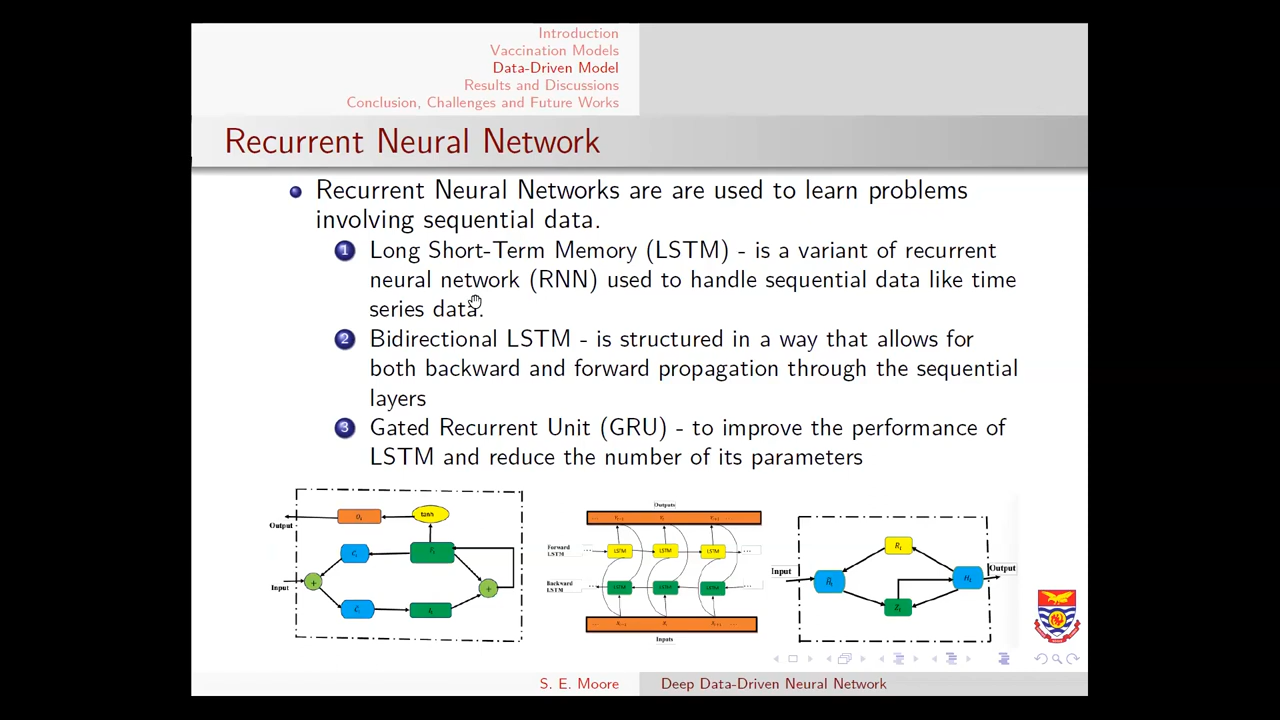 Introduction
Vaccination Models
Data-Driven Model
Results and Discussions
Conclusion, Challenges and Future Works
Recurrent Neural Network
Recurrent Neural Networks are are used to learn problems
involving sequential data.
1 Long Short-Term Memory (LSTM) - is a variant of recurrent
neural network (RNN) used to handle sequential data like time
series data.
2 Bidirectional LSTM - is structured in a way that allows for
both backward and forward propagation through the sequential
layers
3 Gated Recurrent Unit (GRU) - to improve the performance of
LSTM and reduce the number of its parameters
Output
tanh
Input
Outputs
Forward
LSTM
LSTM LSTM LSTM
Backward
LSTM
LSTM LSTM LSTM
Inputs
Input
Output
S. E. Moore
Deep Data-Driven Neural Network